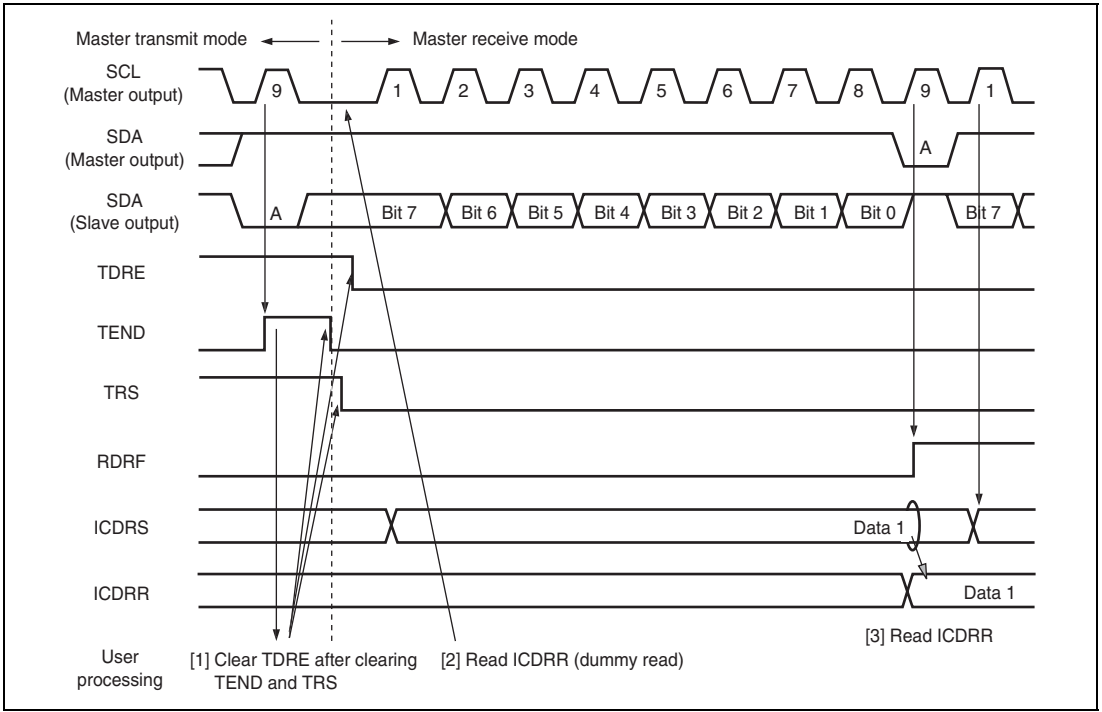 Master transmit mode
Master receive mode
SCL
(Master output)
9
1
2
3
4
5
6
7
8
9
1
SDA
(Master output)
A
SDA
(Slave output)
A
Bit 7
Bit 6
Bit 5
Bit 4
Bit 3
Bit 2
Bit 1
Bit 0
Bit 7
TDRE
TEND
TRS
RDRF
ICDRS
Data 1
ICDRR
Data 1
User
processing
[1] Clear TDRE after clearing
TEND and TRS
[2] Read ICDRR (dummy read)
[3] Read ICDRR